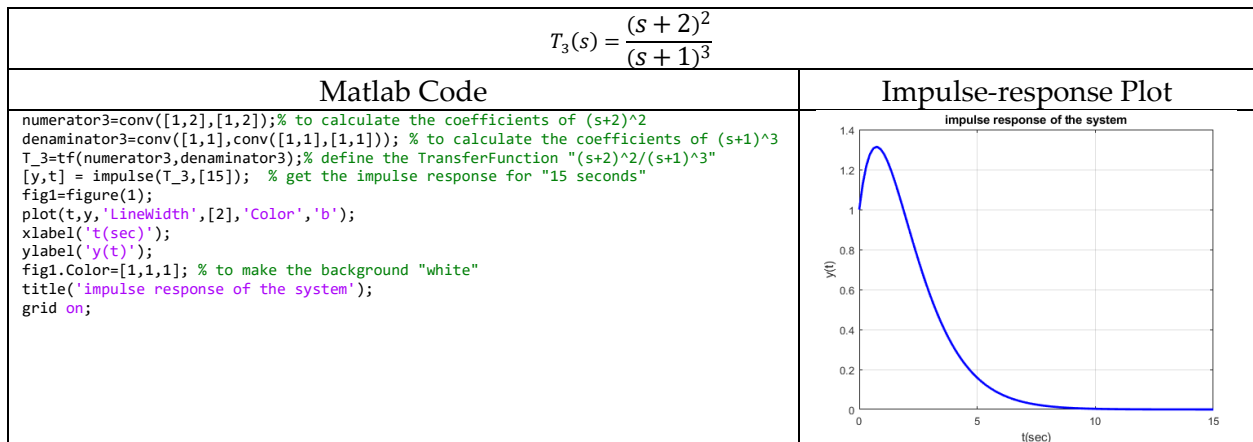 T₃(s) = (s + 2)² / (s + 1)³
Matlab Code
numerator3=conv([1,2],[1,2]);% to calculate the coefficients of (s+2)^2
denaminator3=conv([1,1],conv([1,1],[1,1])); % to calculate the coefficients of (s+1)^3
T_3=tf(numerator3,denaminator3);% define the TransferFunction "(s+2)^2/(s+1)^3"
[y,t] = impulse(T_3,[15]);  % get the impulse response for "15 seconds"
fig1=figure(1);
plot(t,y,'LineWidth',[2],'Color','b');
xlabel('t(sec)');
ylabel('y(t)');
fig1.Color=[1,1,1]; % to make the background "white"
title('impulse response of the system');
grid on;
Impulse-response Plot
impulse response of the system
1.4
1.2
1
0.8
0.6
0.4
0.2
0
y(t)
0 5 10 15
t(sec)